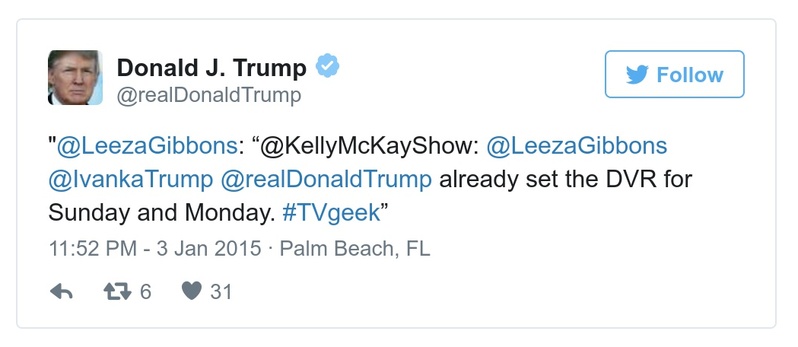 Donald J. Trump
@realDonaldTrump
Follow
"@LeezaGibbons: “@KellyMcKayShow: @LeezaGibbons
@IvankaTrump @realDonaldTrump already set the DVR for
Sunday and Monday. #TVgeek”
11:52 PM - 3 Jan 2015 · Palm Beach, FL
6 31